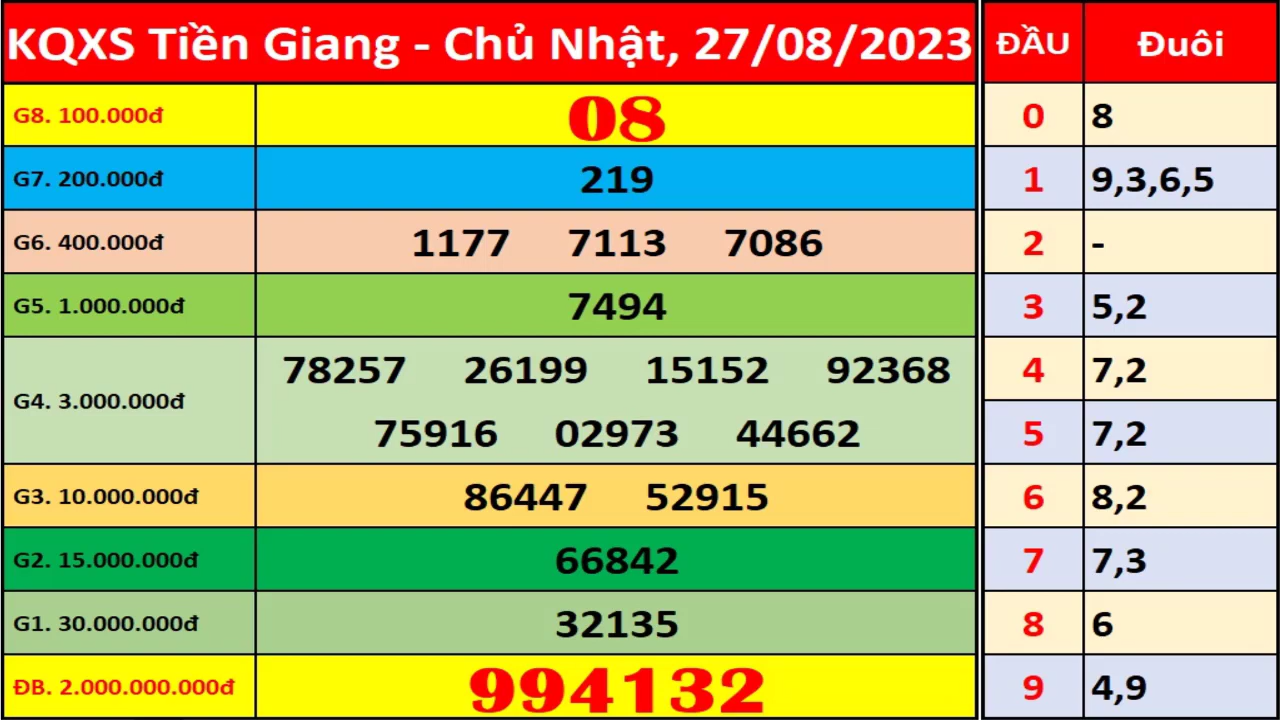 KQXS Tiền Giang - Chủ Nhật, 27/08/2023 ĐẦU Đuôi
G8. 100.000đ 08 0 8
G7. 200.000đ 219 1 9,3,6,5
G6. 400.000đ 1177 7113 7086 2 -
G5. 1.000.000đ 7494 3 5,2
G4. 3.000.000đ 78257 26199 15152 92368 4 7,2
75916 02973 44662 5 7,2
G3. 10.000.000đ 86447 52915 6 8,2
G2. 15.000.000đ 66842 7 7,3
G1. 30.000.000đ 32135 8 6
ĐB. 2.000.000.000đ 994132 9 4,9